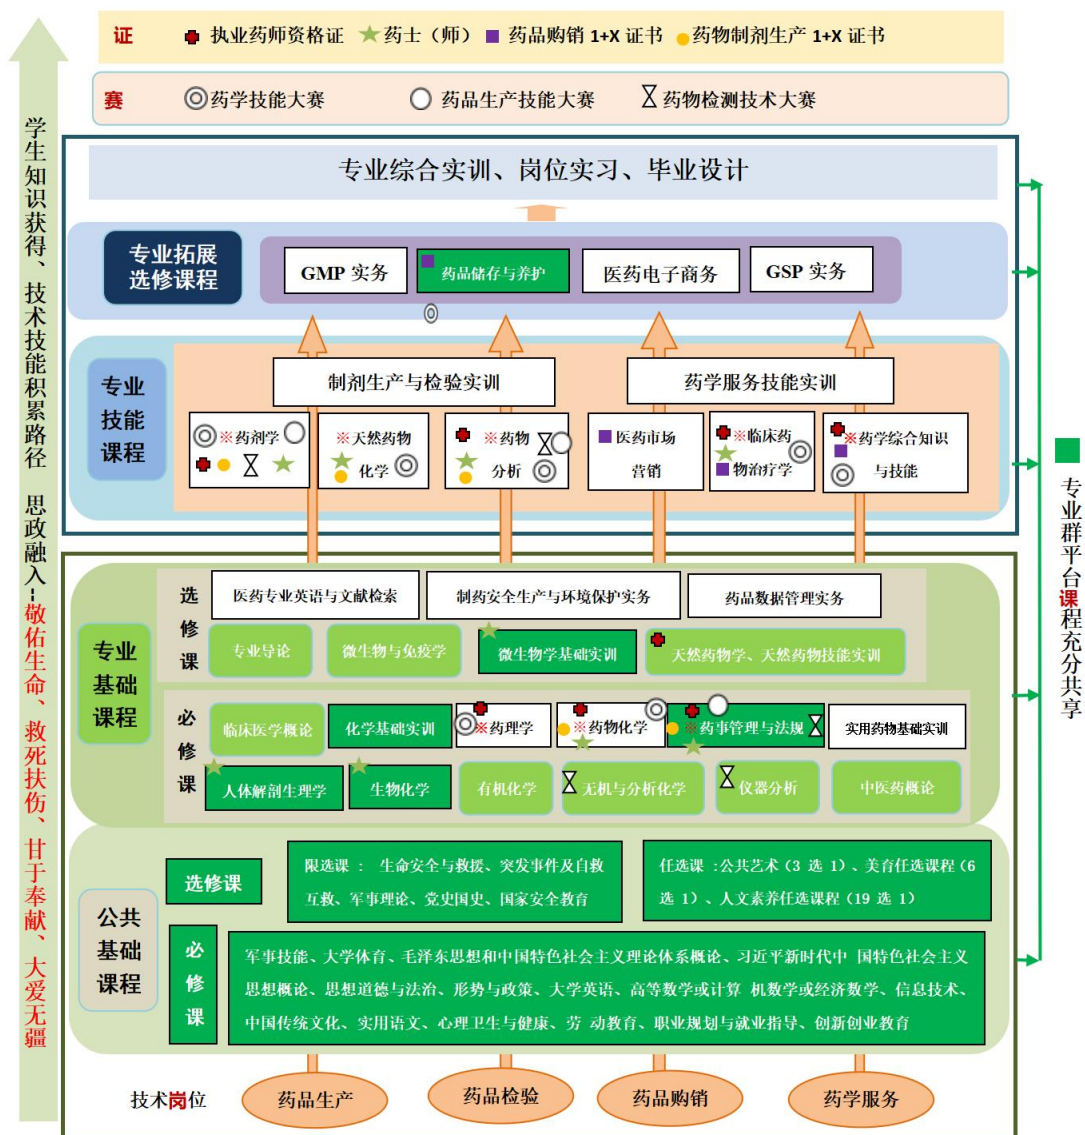 证 执业药师资格证 药士（师） 药品购销 1+X 证书 药物制剂生产 1+X 证书
赛 药学技能大赛 药品生产技能大赛 药物检测技术大赛
学生知识获得、技术技能积累路径 思政融入--敬佑生命、救死扶伤、甘于奉献、大爱无疆
专业综合实训、岗位实习、毕业设计
专业拓展
选修课程
GMP 实务
药品储存与养护
医药电子商务
GSP 实务
专业
技能
课程
制剂生产与检验实训
药学服务技能实训
※药剂学
※天然药物
化学
※药物
分析
医药市场
营销
※临床药
物治疗学
※药学综合知识
与技能
专业
基础
课程
选
修
课
医药专业英语与文献检索
制药安全生产与环境保护实务
药品数据管理实务
专业导论
微生物与免疫学
微生物学基础实训
天然药物学、天然药物技能实训
必
修
课
临床医学概论
化学基础实训
※药理学
※药物化学
※药事管理与法规
实用药物基础实训
人体解剖生理学
生物化学
有机化学
无机与分析化学
仪器分析
中医药概论
公共
基础
课程
选修课
限选课 ： 生命安全与救援、突发事件及自救
互救、军事理论、党史国史、国家安全教育
任选课 :公共艺术（3 选 1）、美育任选课程（6
选 1）、人文素养任选课程（19 选 1）
必
修
课
军事技能、大学体育、毛泽东思想和中国特色社会主义理论体系概论、习近平新时代中 国特色社会主义
思想概论、思想道德与法治、形势与政策、大学英语、高等数学或计算 机数学或经济数学、信息技术、
中国传统文化、实用语文、心理卫生与健康、劳 动教育、职业规划与就业指导、创新创业教育
技术岗位
药品生产
药品检验
药品购销
药学服务
专业群平台课程充分共享